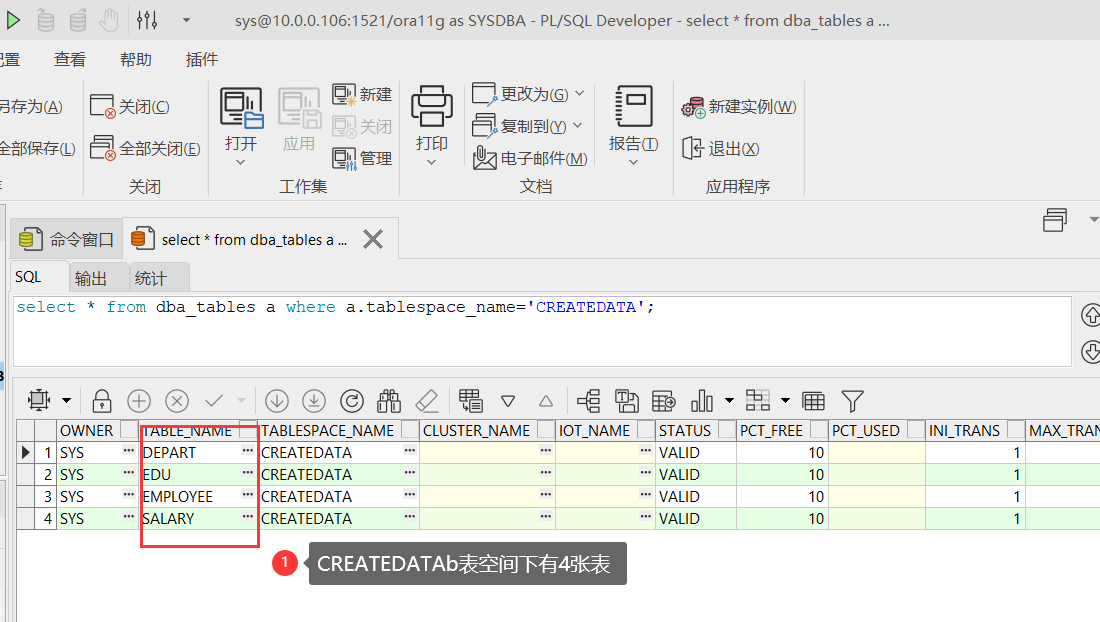 sys@10.0.0.106:1521/ora11g as SYSDBA - PL/SQL Developer - select * from dba_tables a ...
配置 查看 帮助 插件
另存为(A)
全部保存(L)
关闭(C)
全部关闭(E)
关闭
打开
应用
新建
关闭
管理
工作集
打印
更改为(G)
复制到(Y)
电子邮件(M)
文档
报告(T)
新建实例(W)
退出(X)
应用程序
命令窗口 select * from dba_tables a ...
SQL 输出 统计
select * from dba_tables a where a.tablespace_name='CREATEDATA';
OWNER TABLE_NAME TABLESPACE_NAME CLUSTER_NAME IOT_NAME STATUS PCT_FREE PCT_USED INI_TRANS MAX_TRAN
1 SYS ··· DEPART ··· CREATEDATA ··· ··· ··· VALID 10 1
2 SYS ··· EDU ··· CREATEDATA ··· ··· ··· VALID 10 1
3 SYS ··· EMPLOYEE ··· CREATEDATA ··· ··· ··· VALID 10 1
4 SYS ··· SALARY ··· CREATEDATA ··· ··· ··· VALID 10 1
1 CREATEDATAb表空间下有4张表